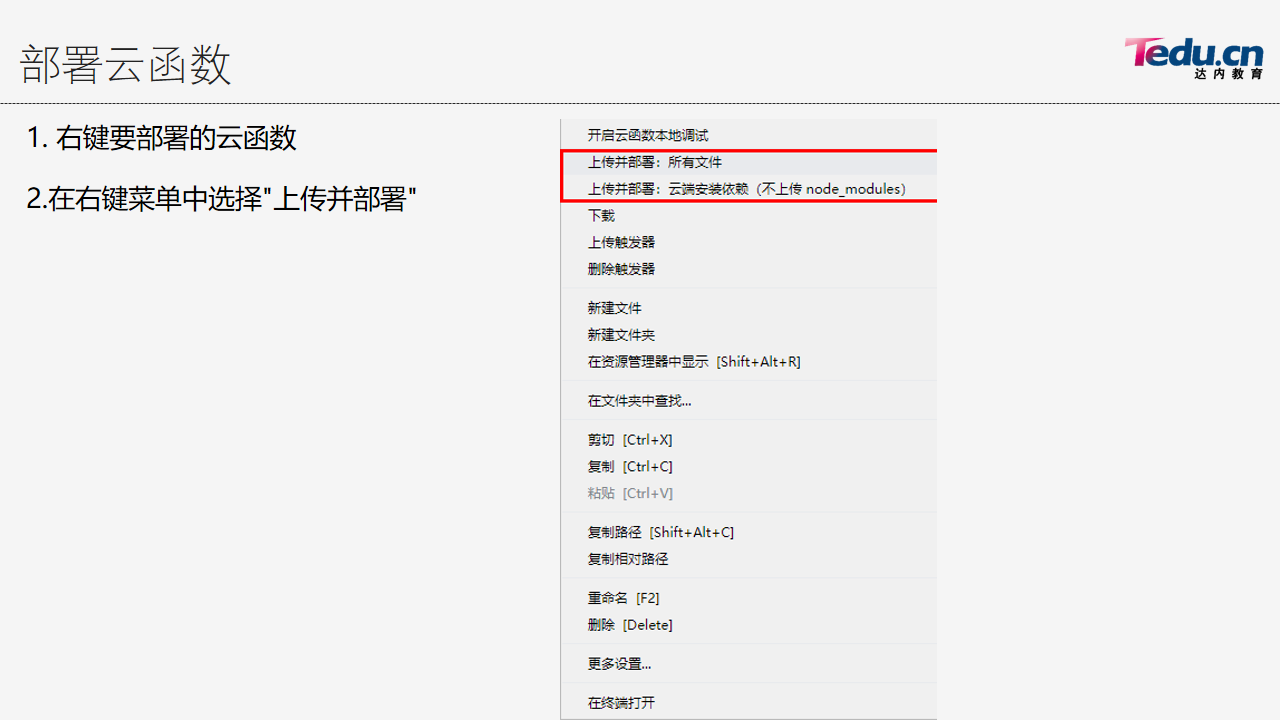 部署云函数
Tedu.cn
达内教育
1. 右键要部署的云函数
2.在右键菜单中选择"上传并部署"
开启云函数本地调试
上传并部署：所有文件
上传并部署：云端安装依赖（不上传 node_modules）
下载
上传触发器
删除触发器
新建文件
新建文件夹
在资源管理器中显示 [Shift+Alt+R]
在文件夹中查找...
剪切 [Ctrl+X]
复制 [Ctrl+C]
粘贴 [Ctrl+V]
复制路径 [Shift+Alt+C]
复制相对路径
重命名 [F2]
删除 [Delete]
更多设置...
在终端打开